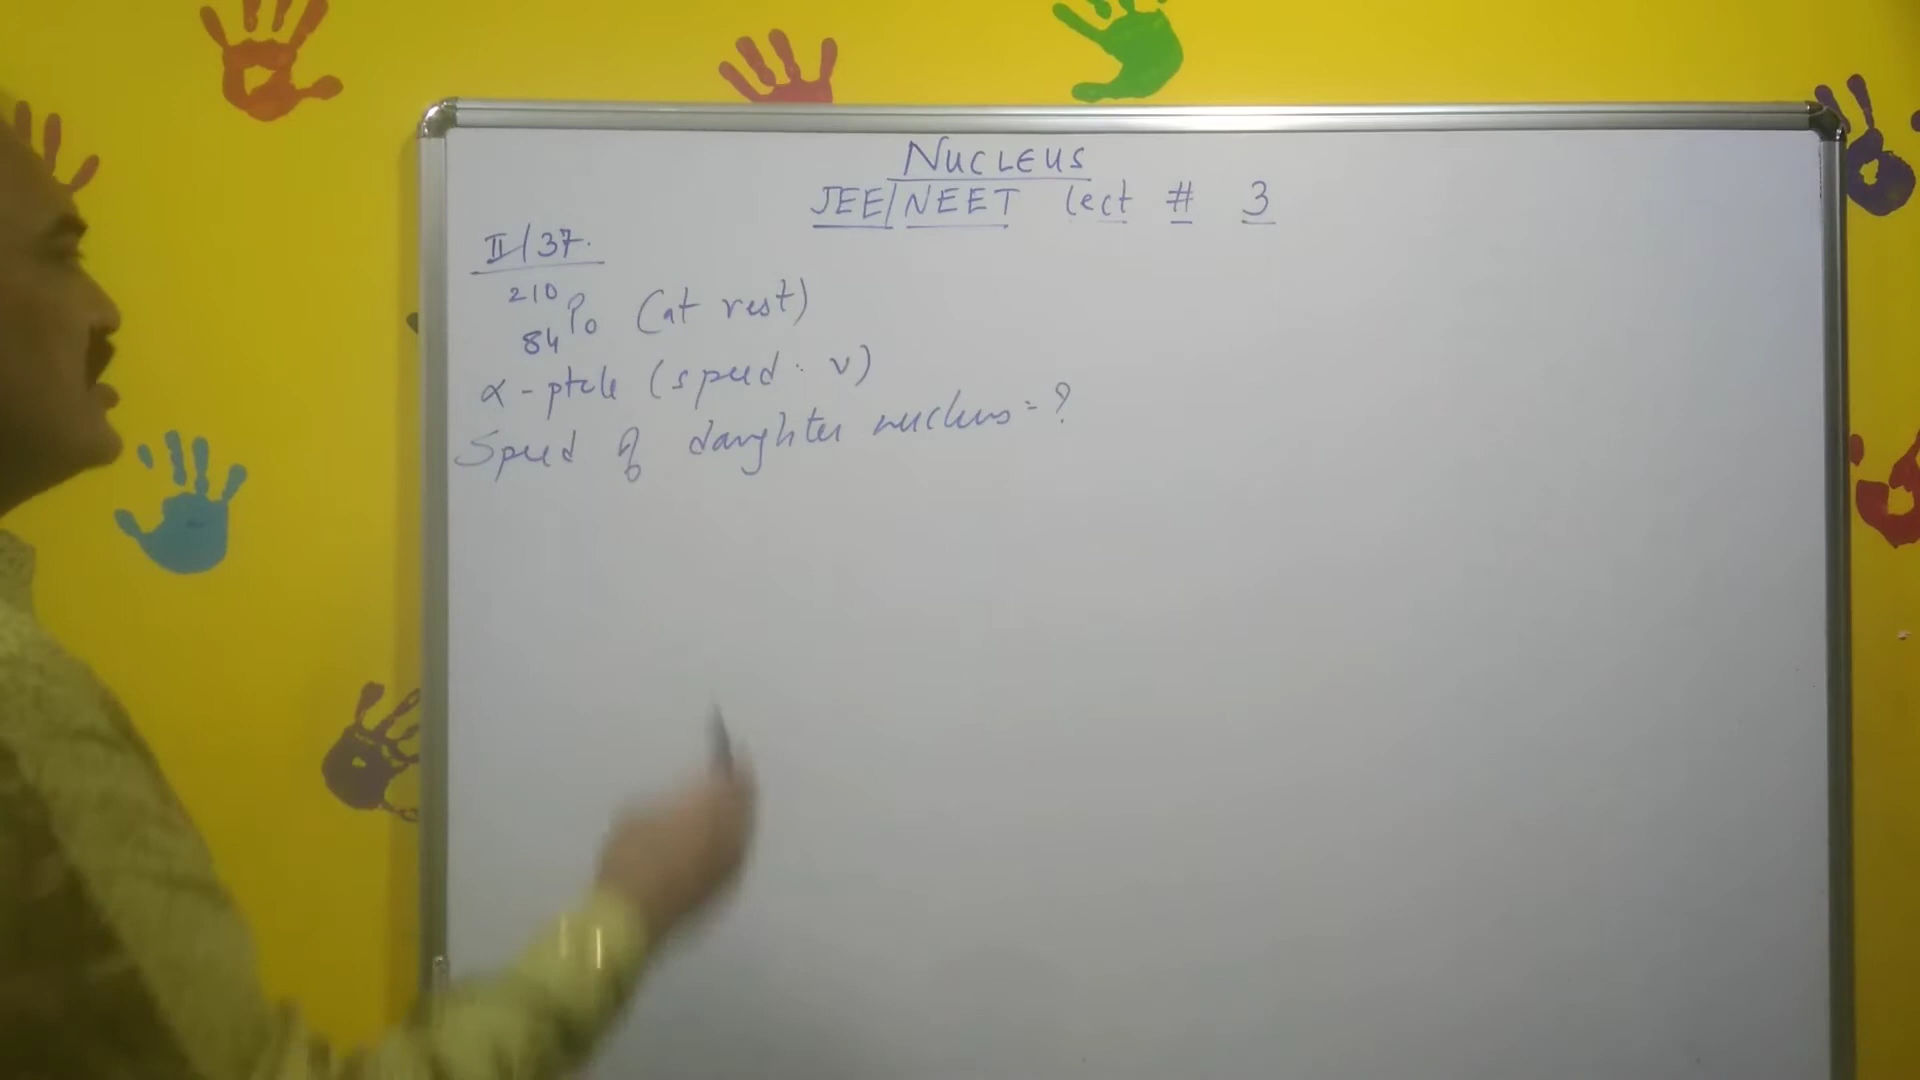 NUCLEUS
JEE/NEET lect # 3
II/37.
210
84 Po (at rest)
α-ptcle (speed. v)
Speed of daughter nucleus = ?